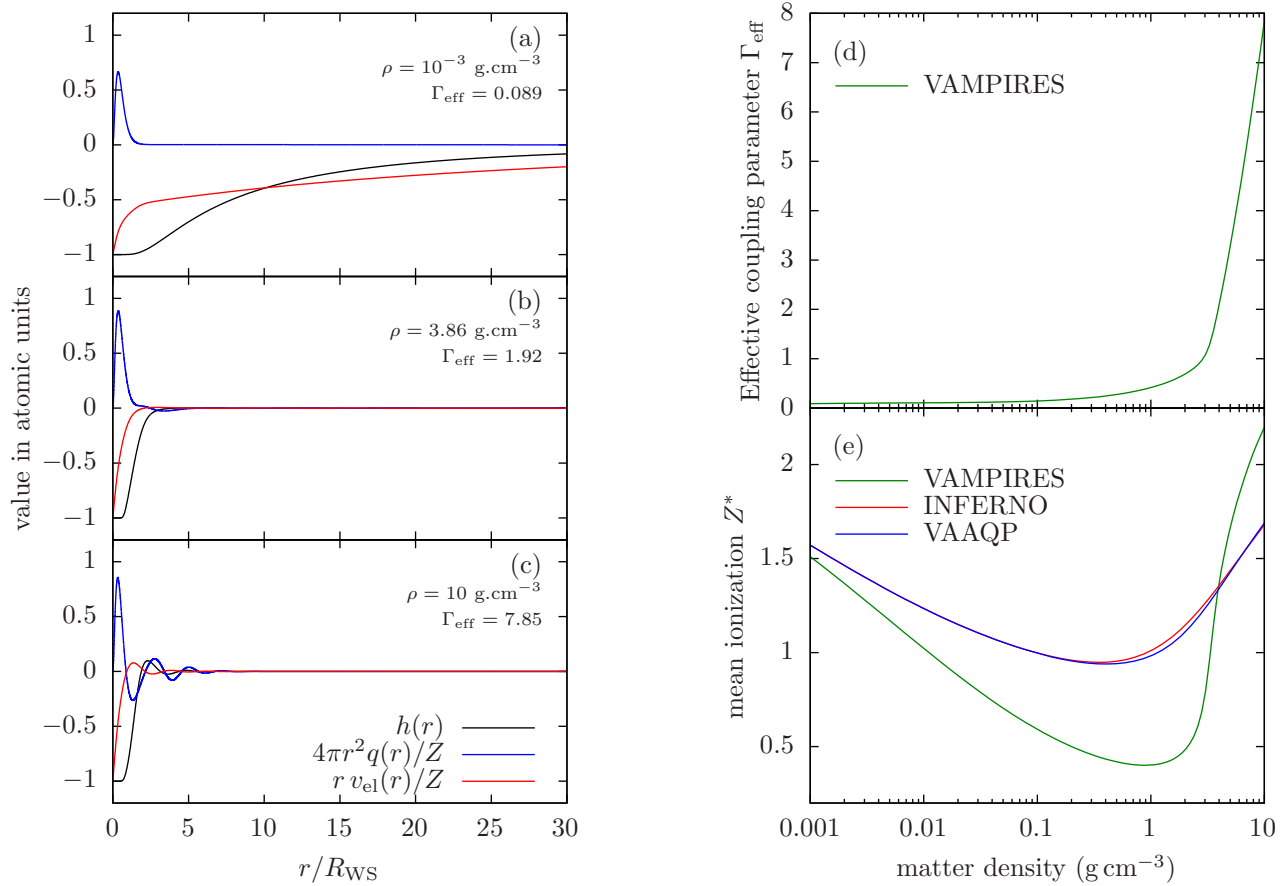 value in atomic units
1
0.5
0
−0.5
−1
(a)
ρ = 10⁻³ g.cm⁻³
Γeff = 0.089
1
0.5
0
−0.5
−1
(b)
ρ = 3.86 g.cm⁻³
Γeff = 1.92
1
0.5
0
−0.5
−1
(c)
ρ = 10 g.cm⁻³
Γeff = 7.85
h(r)
4πr²q(r)/Z
r vel(r)/Z
0 5 10 15 20 25 30
r/RWS
Effective coupling parameter Γeff
8
7
6
5
4
3
2
1
0
(d)
VAMPIRES
mean ionization Z*
2
1.5
1
0.5
(e)
VAMPIRES
INFERNO
VAAQP
0.001 0.01 0.1 1 10
matter density (g cm⁻³)